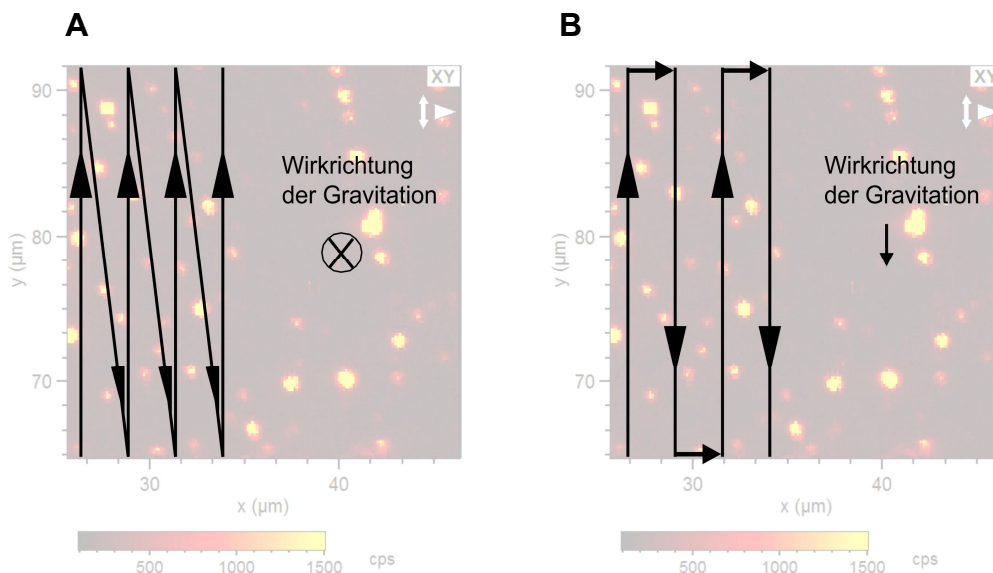 A
B
XY
XY
90
80
70
y (µm)
Wirkrichtung
der Gravitation
30
40
x (µm)
500
1000
1500
cps
90
80
70
y (µm)
Wirkrichtung
der Gravitation
30
40
x (µm)
500
1000
1500
cps